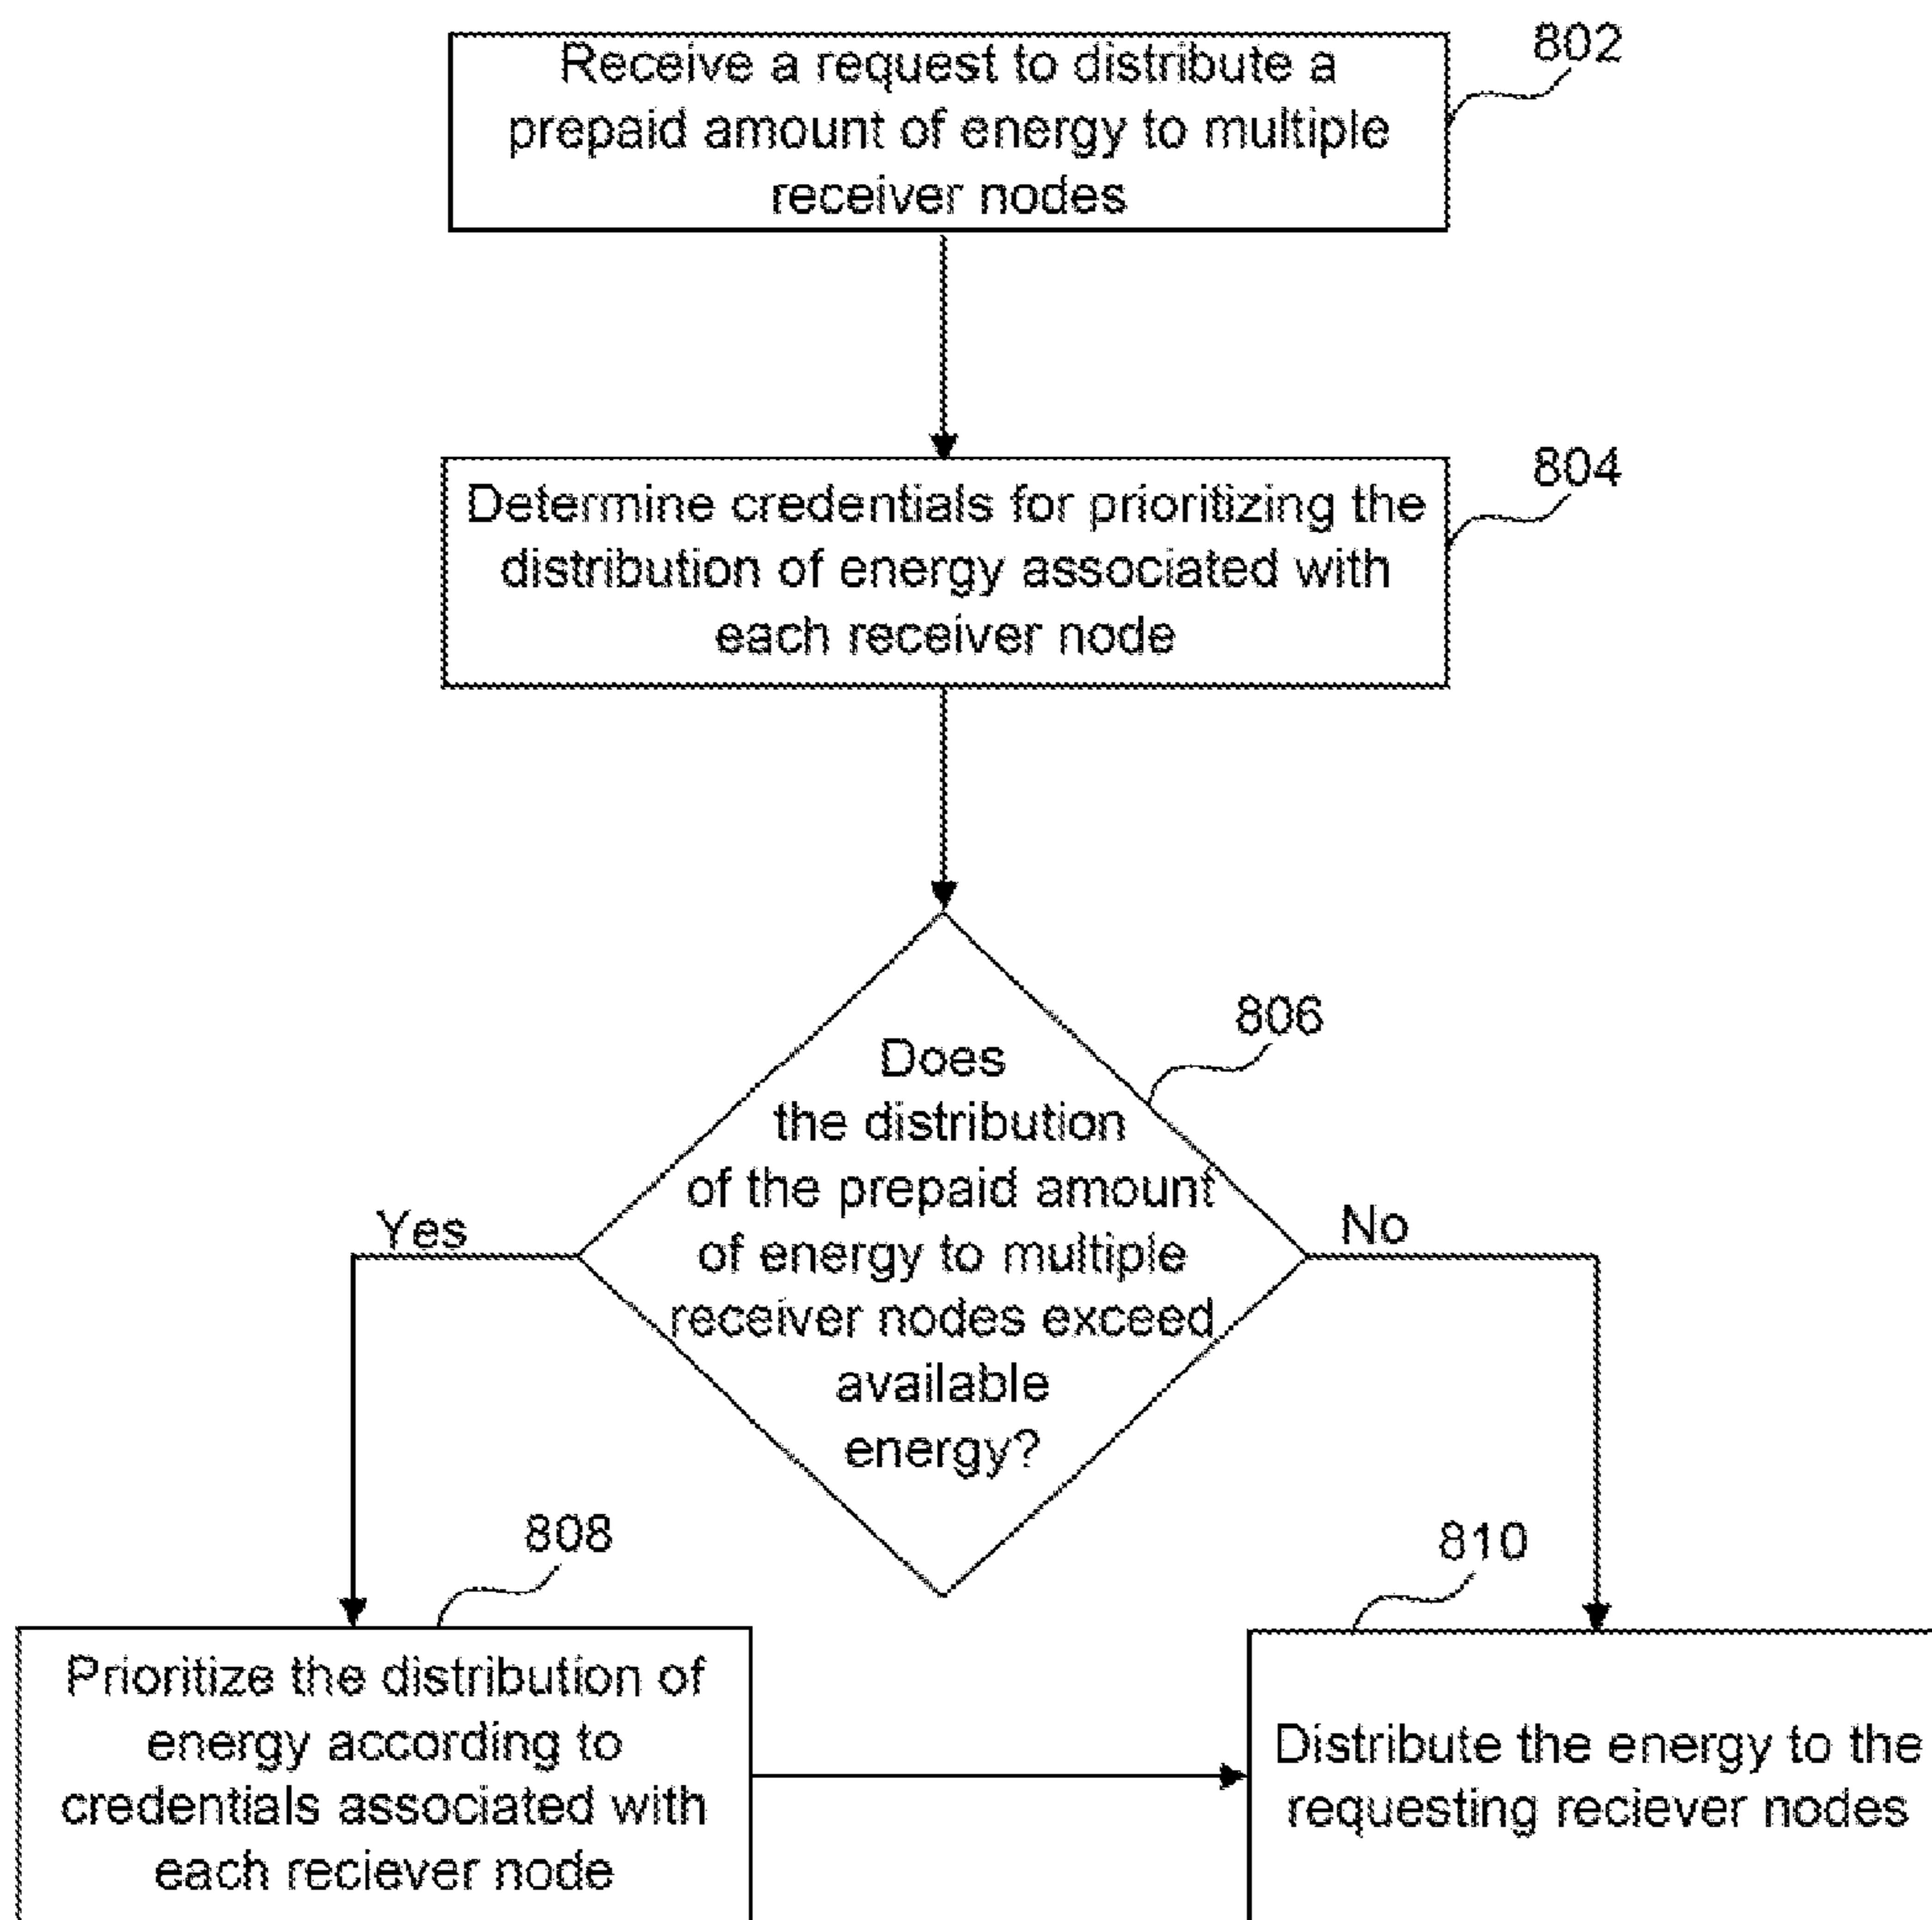 Receive a request to distribute a
prepaid amount of energy to multiple
receiver nodes
802
Determine credentials for prioritizing the
distribution of energy associated with
each receiver node
804
806
Does
the distribution
of the prepaid amount
of energy to multiple
receiver nodes exceed
available
energy?
Yes
No
808
Prioritize the distribution of
energy according to
credentials associated with
each reciever node
810
Distribute the energy to the
requesting reciever nodes